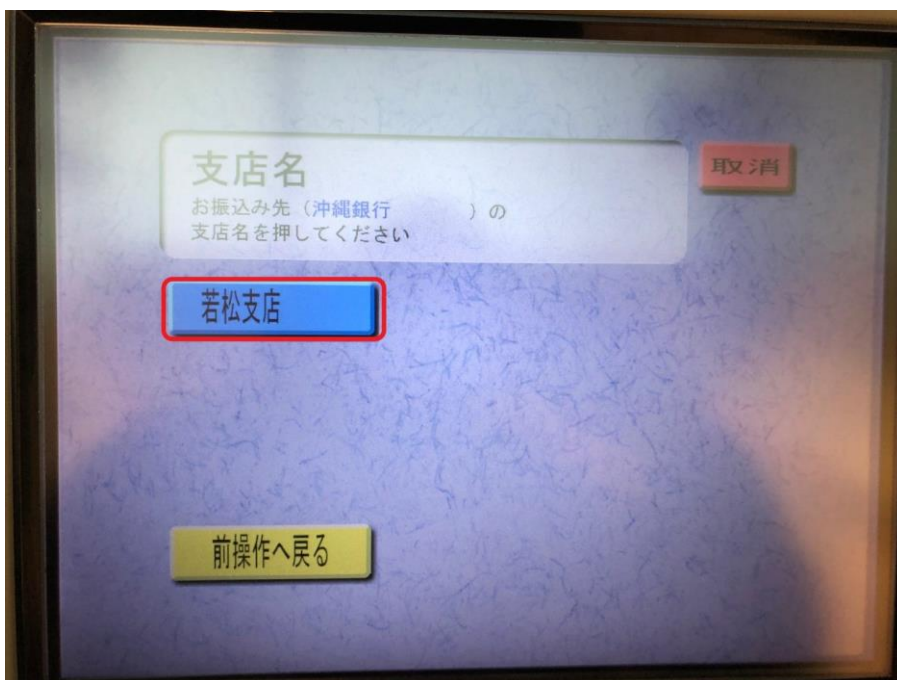 支店名
取消
お振込み先（沖縄銀行　　　）の
支店名を押してください
若松支店
前操作へ戻る